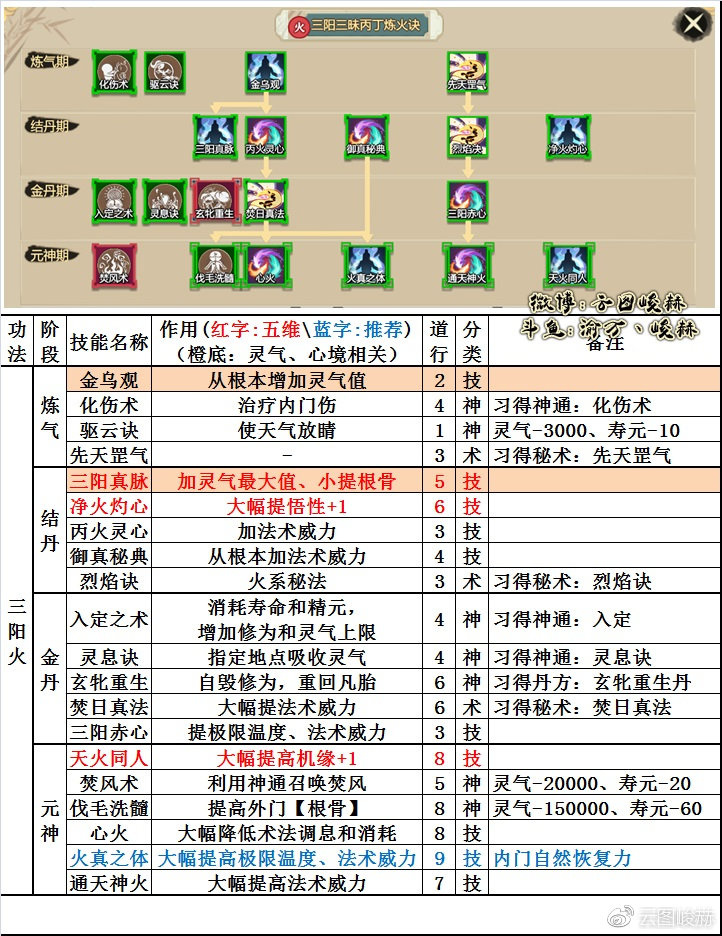 火 三阳三昧丙丁炼火诀
炼气期
化伤术 驱云诀 金乌观 先天罡气
结丹期
三阳真脉 丙火灵心 御真秘典 烈焰诀 净火灼心
金丹期
入定之术 灵息诀 玄牝重生 焚日真法 三阳赤心
元神期
焚风术 伐毛洗髓 心火 火真之体 通天神火 天火同人
微博:云图峻赫
斗鱼:渝万丶峻赫
功法 阶段 技能名称 作用(红字:五维\蓝字:推荐) (橙底:灵气、心境相关) 道行 分类 备注
三阳火
炼气
金乌观 从根本增加灵气值 2 技
化伤术 治疗内门伤 4 神 习得神通:化伤术
驱云诀 使天气放晴 1 神 灵气-3000、寿元-10
先天罡气 - 3 术 习得秘术:先天罡气
结丹
三阳真脉 加灵气最大值、小提根骨 5 技
净火灼心 大幅提悟性+1 6 技
丙火灵心 加法术威力 3 技
御真秘典 从根本加法术威力 4 技
烈焰诀 火系秘法 3 术 习得秘术:烈焰诀
金丹
入定之术 消耗寿命和精元,
增加修为和灵气上限 4 神 习得神通:入定
灵息诀 指定地点吸收灵气 4 神 习得神通:灵息诀
玄牝重生 自毁修为,重回凡胎 6 神 习得丹方:玄牝重生丹
焚日真法 大幅提法术威力 6 术 习得秘术:焚日真法
三阳赤心 提极限温度、法术威力 3 技
元神
天火同人 大幅提高机缘+1 8 技
焚风术 利用神通召唤焚风 5 神 灵气-20000、寿元-20
伐毛洗髓 提高外门【根骨】 8 神 灵气-150000、寿元-60
心火 大幅降低术法调息和消耗 8 技
火真之体 大幅提高极限温度、法术威力 9 技 内门自然恢复力
通天神火 大幅提高法术威力 7 技
云图峻赫